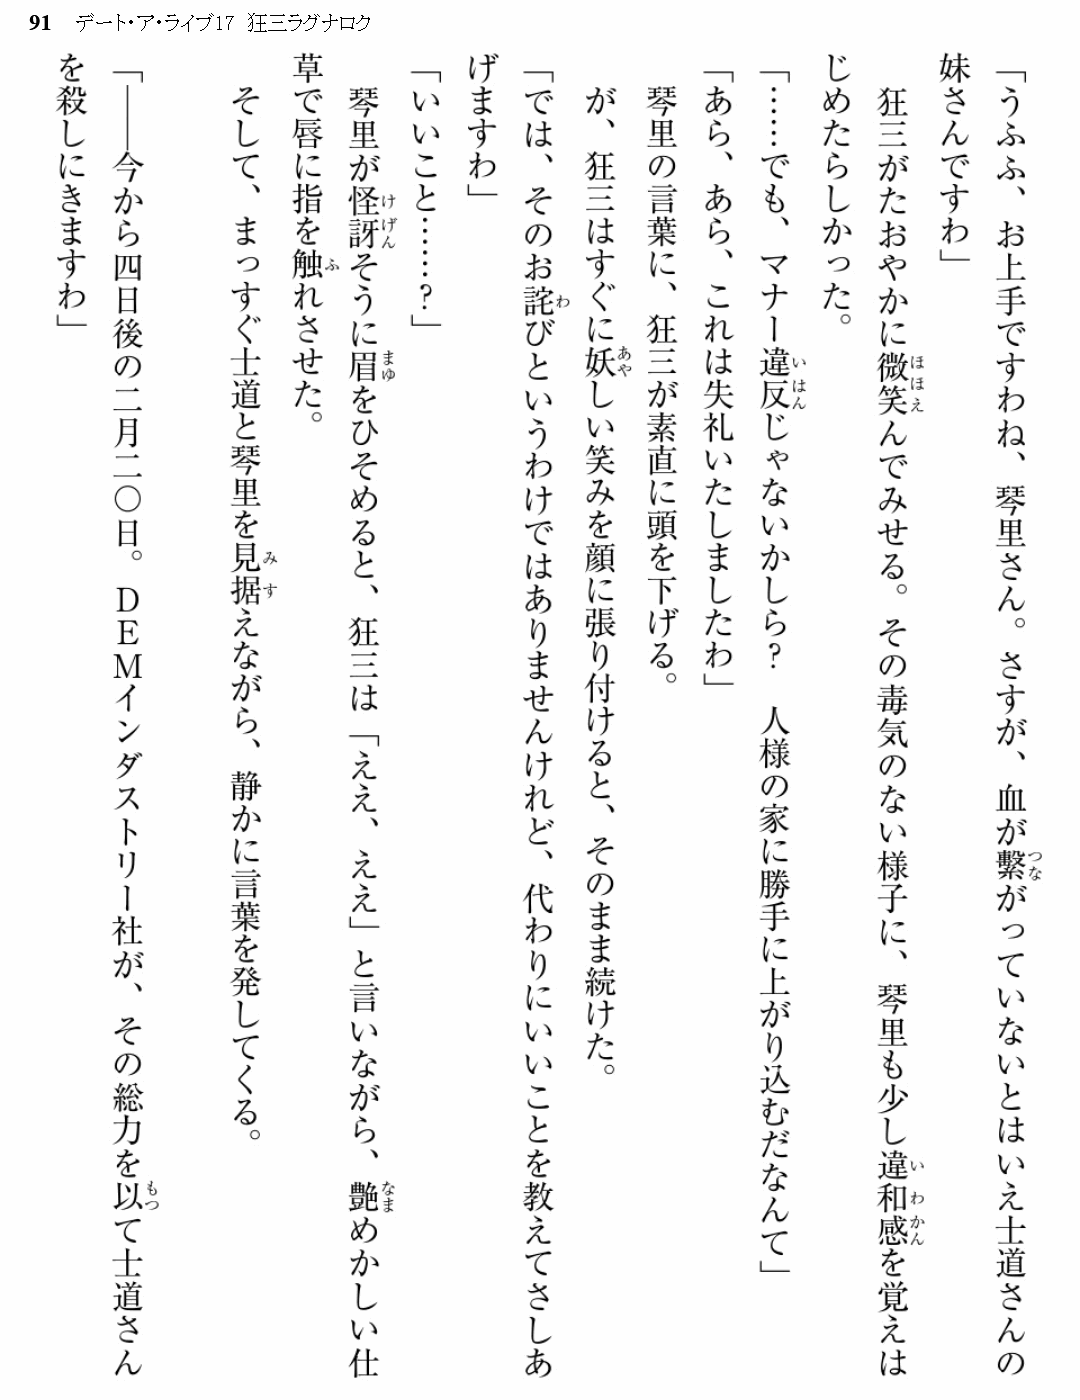 91 デート・ア・ライブ17 狂三ラグナロク
「うふふ、お上手ですわね、琴里さん。さすが、血が繫がっていないとはいえ士道さんの
妹さんですわ」
狂三がたおやかに微笑んでみせる。その毒気のない様子に、琴里も少し違和感を覚えは
じめたらしかった。
「……でも、マナー違反じゃないかしら？　人様の家に勝手に上がり込むだなんて」
「あら、あら、これは失礼いたしましたわ」
琴里の言葉に、狂三が素直に頭を下げる。
が、狂三はすぐに妖しい笑みを顔に張り付けると、そのまま続けた。
「では、そのお詫びというわけではありませんけれど、代わりにいいことを教えてさしあ
げますわ」
「いいこと……？」
琴里が怪訝そうに眉をひそめると、狂三は「ええ、ええ」と言いながら、艶めかしい仕
草で唇に指を触れさせた。
そして、まっすぐ士道と琴里を見据えながら、静かに言葉を発してくる。
「――今から四日後の二月二〇日。ＤＥＭインダストリー社が、その総力を以て士道さん
を殺しにきますわ」